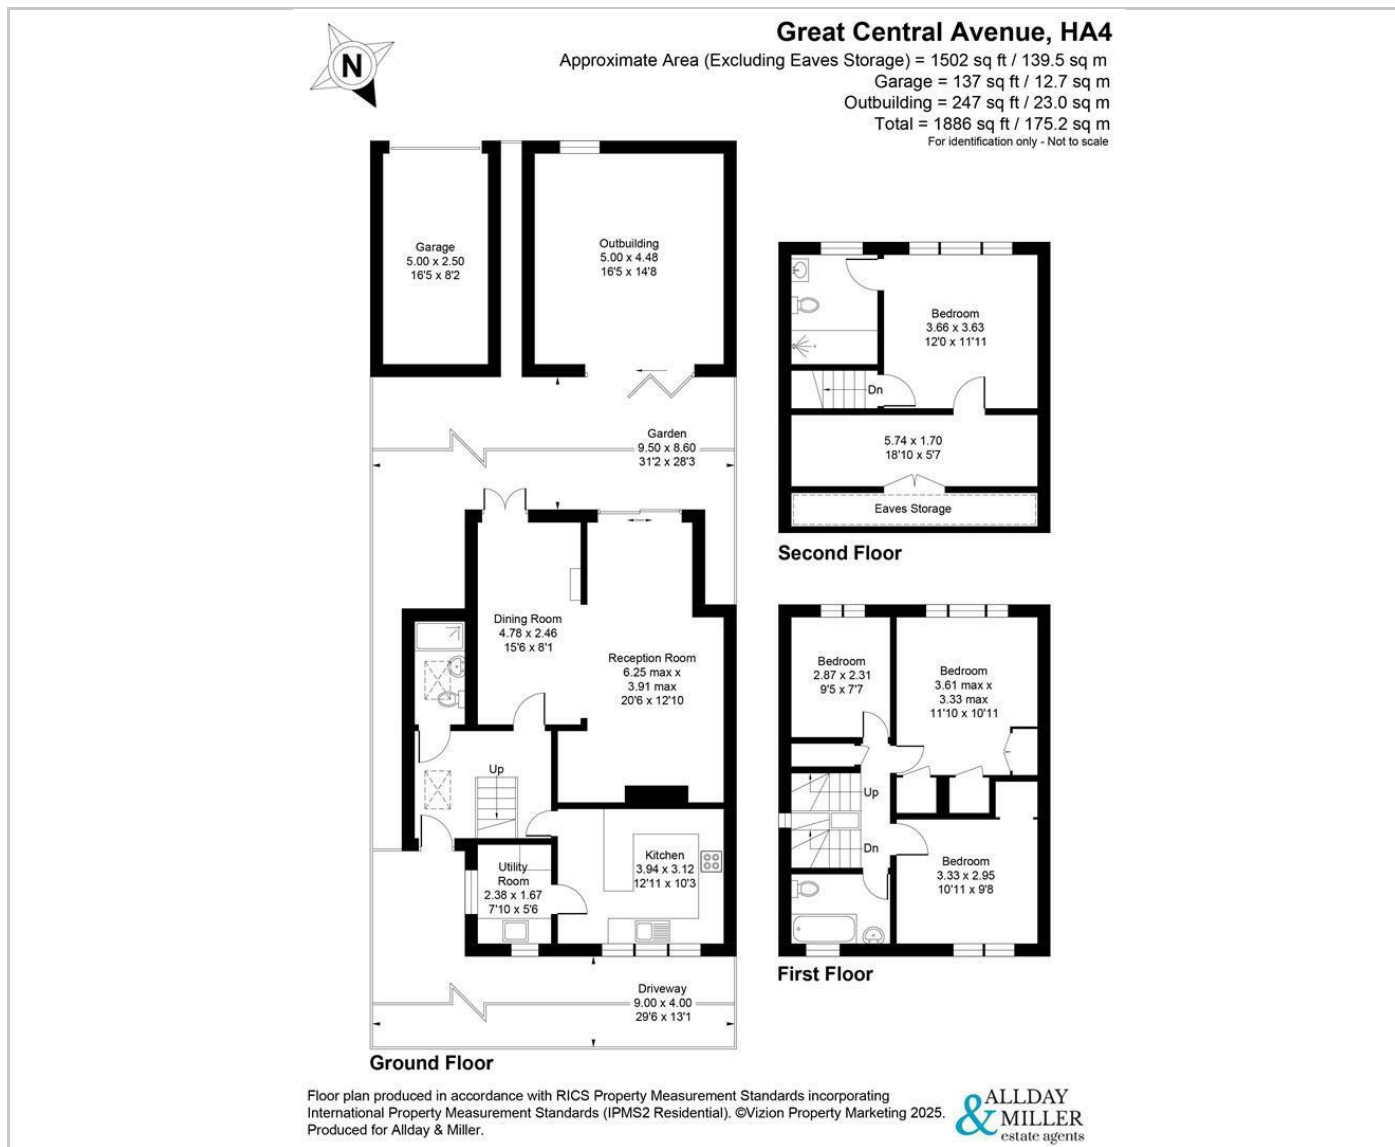 Great Central Avenue, HA4
Approximate Area (Excluding Eaves Storage) = 1502 sq ft / 139.5 sq m
Garage = 137 sq ft / 12.7 sq m
Outbuilding = 247 sq ft / 23.0 sq m
Total = 1886 sq ft / 175.2 sq m
For identification only - Not to scale
N
Garage
5.00 x 2.50
16'5 x 8'2
Outbuilding
5.00 x 4.48
16'5 x 14'8
Garden
9.50 x 8.60
31'2 x 28'3
Dining Room
4.78 x 2.46
15'6 x 8'1
Reception Room
6.25 max x
3.91 max
20'6 x 12'10
Up
Kitchen
3.94 x 3.12
12'11 x 10'3
Utility
Room
2.38 x 1.67
7'10 x 5'6
Driveway
9.00 x 4.00
29'6 x 13'1
Ground Floor
Bedroom
3.66 x 3.63
12'0 x 11'11
Dn
5.74 x 1.70
18'10 x 5'7
Eaves Storage
Second Floor
Bedroom
2.87 x 2.31
9'5 x 7'7
Bedroom
3.61 max x
3.33 max
11'10 x 10'11
Up
Dn
Bedroom
3.33 x 2.95
10'11 x 9'8
First Floor
Floor plan produced in accordance with RICS Property Measurement Standards incorporating
International Property Measurement Standards (IPMS2 Residential). ©Vizion Property Marketing 2025.
Produced for Allday & Miller.
ALLDAY
& MILLER
estate agents